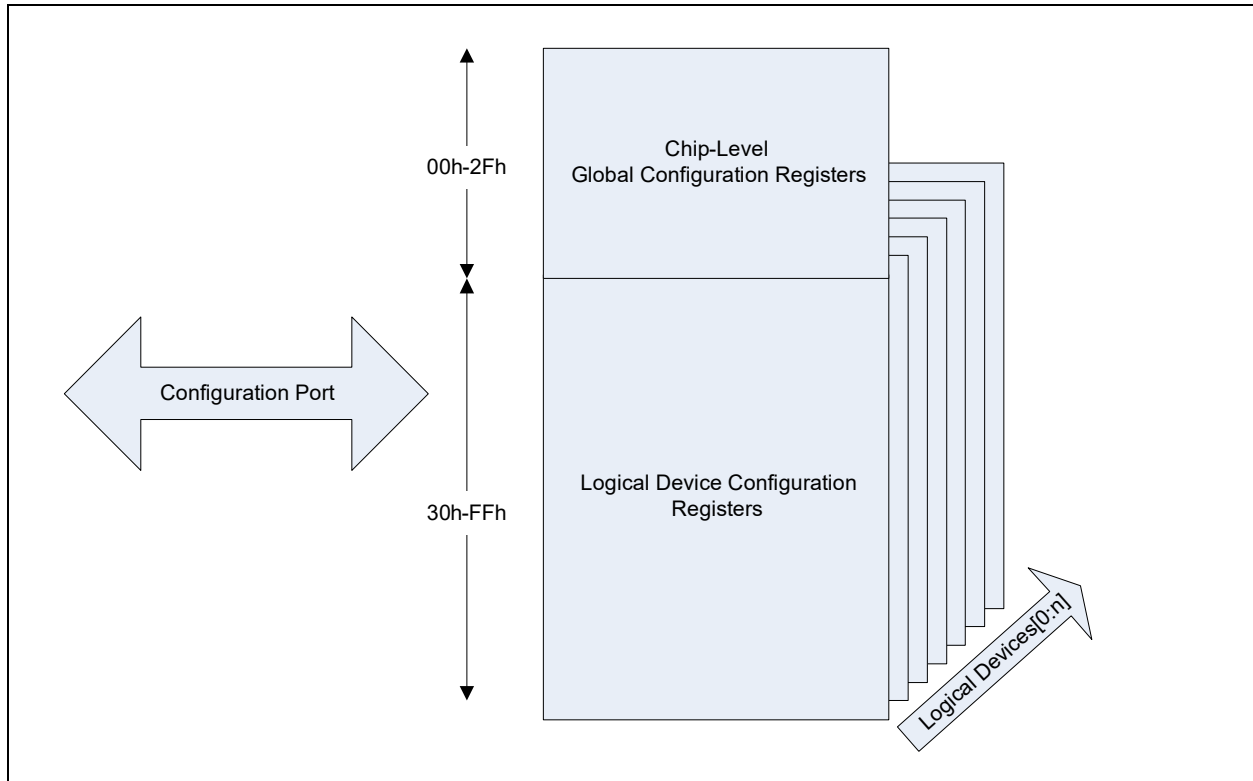 Chip-Level
Global Configuration Registers
00h-2Fh
Configuration Port
Logical Device Configuration
Registers
30h-FFh
Logical Devices[0:n]